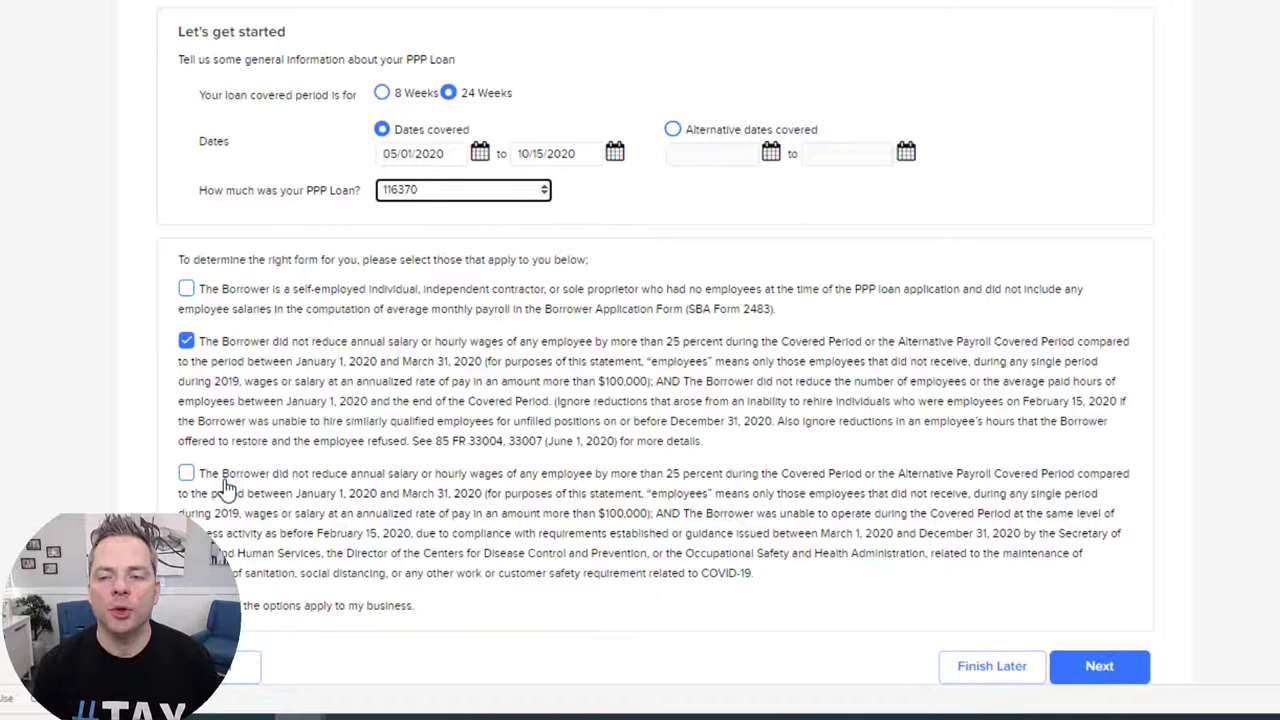 Let's get started
Tell us some general information about your PPP Loan
Your loan covered period is for 8 Weeks 24 Weeks
Dates Dates covered Alternative dates covered
05/01/2020 to 10/15/2020 to
How much was your PPP Loan? 116370
To determine the right form for you, please select those that apply to you below;
The Borrower is a self-employed individual, independent contractor, or sole proprietor who had no employees at the time of the PPP loan application and did not include any
employee salaries in the computation of average monthly payroll in the Borrower Application Form (SBA Form 2483).
The Borrower did not reduce annual salary or hourly wages of any employee by more than 25 percent during the Covered Period or the Alternative Payroll Covered Period compared
to the period between January 1, 2020 and March 31, 2020 (for purposes of this statement, “employees” means only those employees that did not receive, during any single period
during 2019, wages or salary at an annualized rate of pay in an amount more than $100,000); AND The Borrower did not reduce the number of employees or the average paid hours of
employees between January 1, 2020 and the end of the Covered Period. (Ignore reductions that arose from an inability to rehire individuals who were employees on February 15, 2020 if
the Borrower was unable to hire similarly qualified employees for unfilled positions on or before December 31, 2020. Also ignore reductions in an employee's hours that the Borrower
offered to restore and the employee refused. See 85 FR 33004, 33007 (June 1, 2020) for more details.
The Borrower did not reduce annual salary or hourly wages of any employee by more than 25 percent during the Covered Period or the Alternative Payroll Covered Period compared
to the period between January 1, 2020 and March 31, 2020 (for purposes of this statement, “employees” means only those employees that did not receive, during any single period
during 2019, wages or salary at an annualized rate of pay in an amount more than $100,000); AND The Borrower was unable to operate during the Covered Period at the same level of
ess activity as before February 15, 2020, due to compliance with requirements established or guidance issued between March 1, 2020 and December 31, 2020 by the Secretary of
nd Human Services, the Director of the Centers for Disease Control and Prevention, or the Occupational Safety and Health Administration, related to the maintenance of
of sanitation, social distancing, or any other work or customer safety requirement related to COVID-19.
the options apply to my business.
Finish Later Next
#TAX